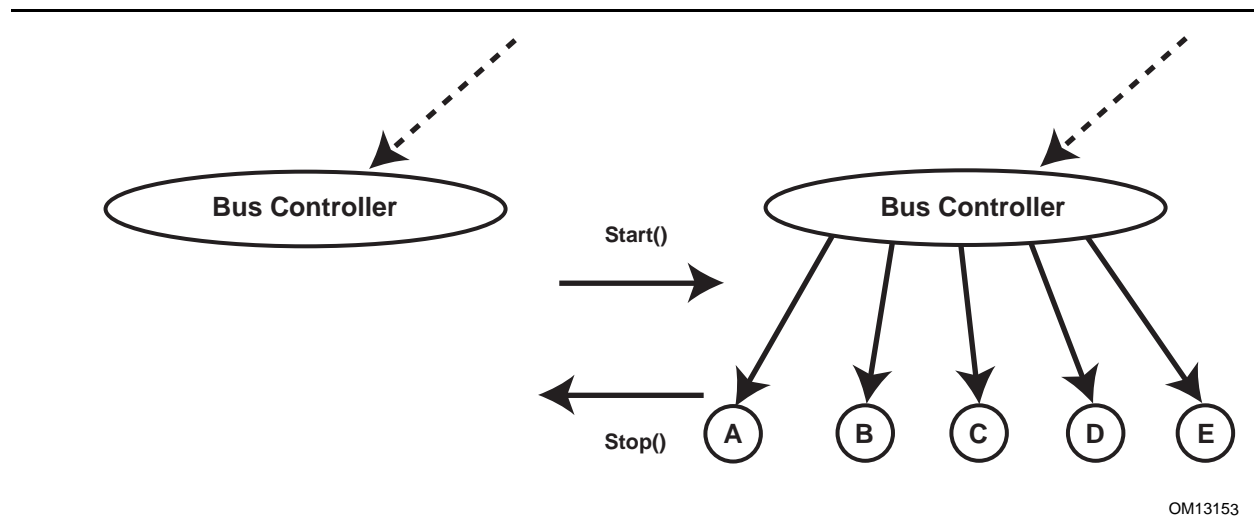 Bus Controller
Bus Controller
Start()
Stop()
A
B
C
D
E
OM13153